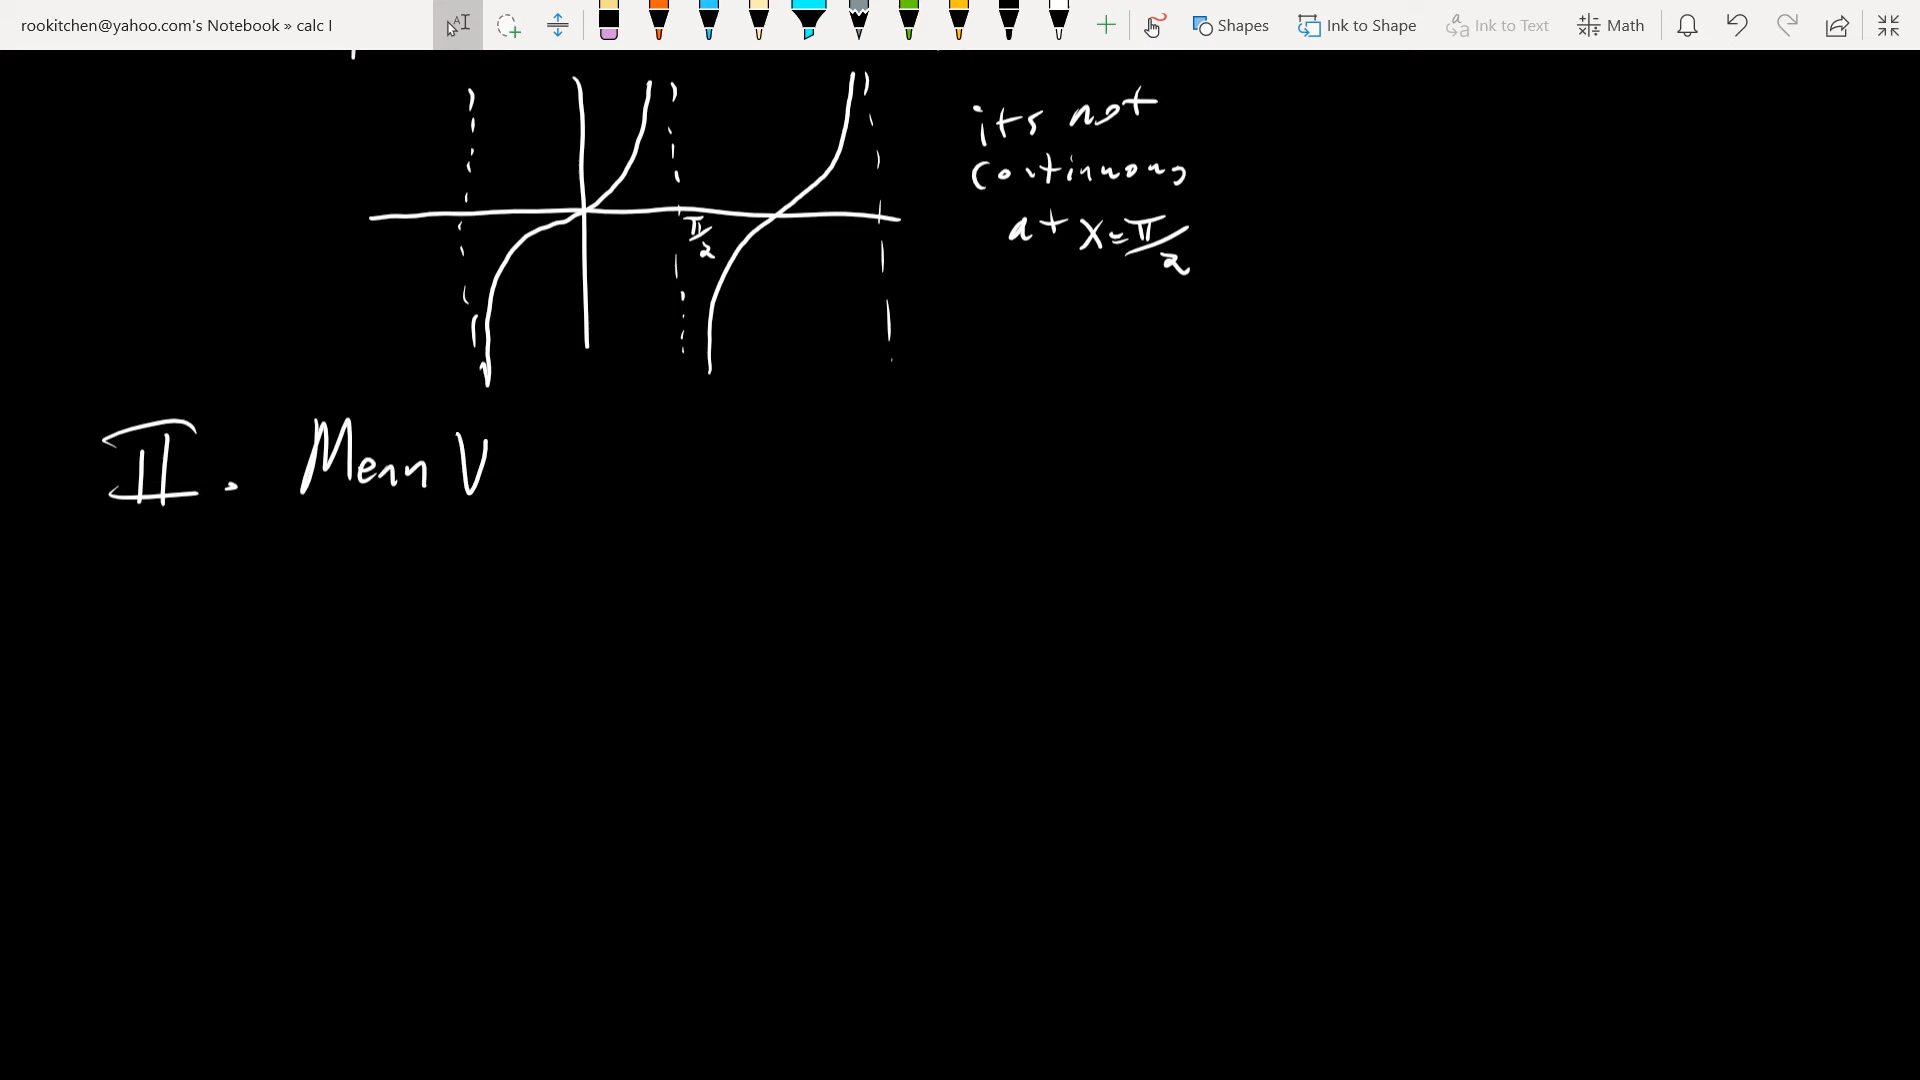 rookitchen@yahoo.com's Notebook » calc I
Shapes
Ink to Shape
Ink to Text
Math
its not
continuous
at x = π/2
π/2
II. Mean V